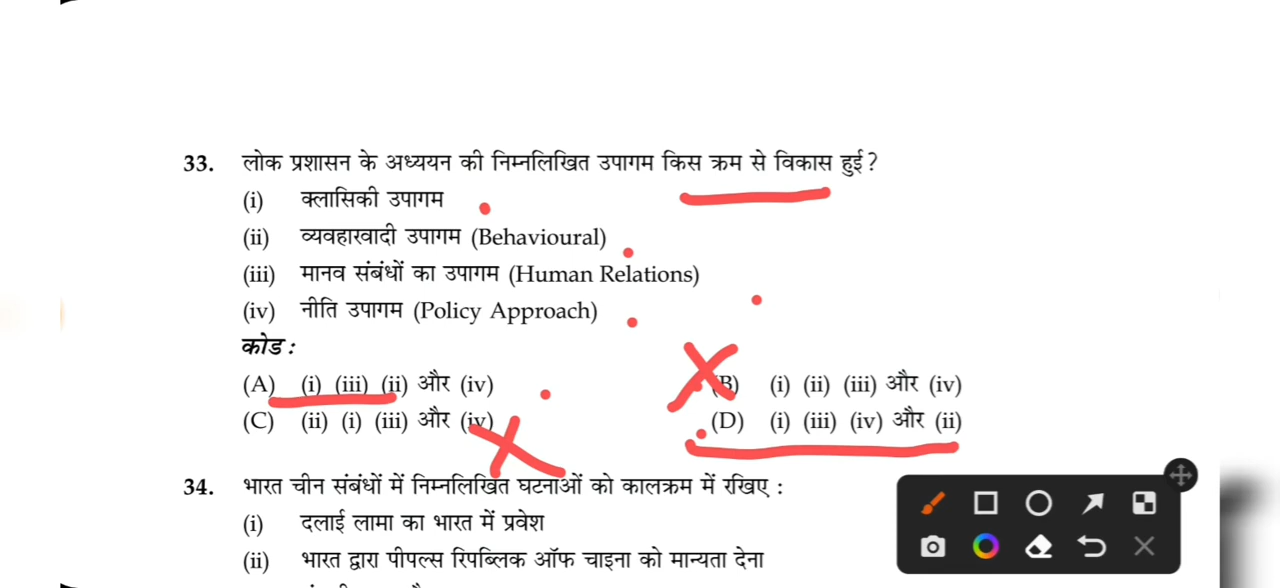 33. लोक प्रशासन के अध्ययन की निम्नलिखित उपागम किस क्रम से विकास हुई ?
(i) क्लासिकी उपागम
(ii) व्यवहारवादी उपागम (Behavioural)
(iii) मानव संबंधों का उपागम (Human Relations)
(iv) नीति उपागम (Policy Approach)
कोड :
(A) (i) (iii) (ii) और (iv) (B) (i) (ii) (iii) और (iv)
(C) (ii) (i) (iii) और (iv) (D) (i) (iii) (iv) और (ii)
34. भारत चीन संबंधों में निम्नलिखित घटनाओं को कालक्रम में रखिए :
(i) दलाई लामा का भारत में प्रवेश
(ii) भारत द्वारा पीपल्स रिपब्लिक ऑफ चाइना को मान्यता देना